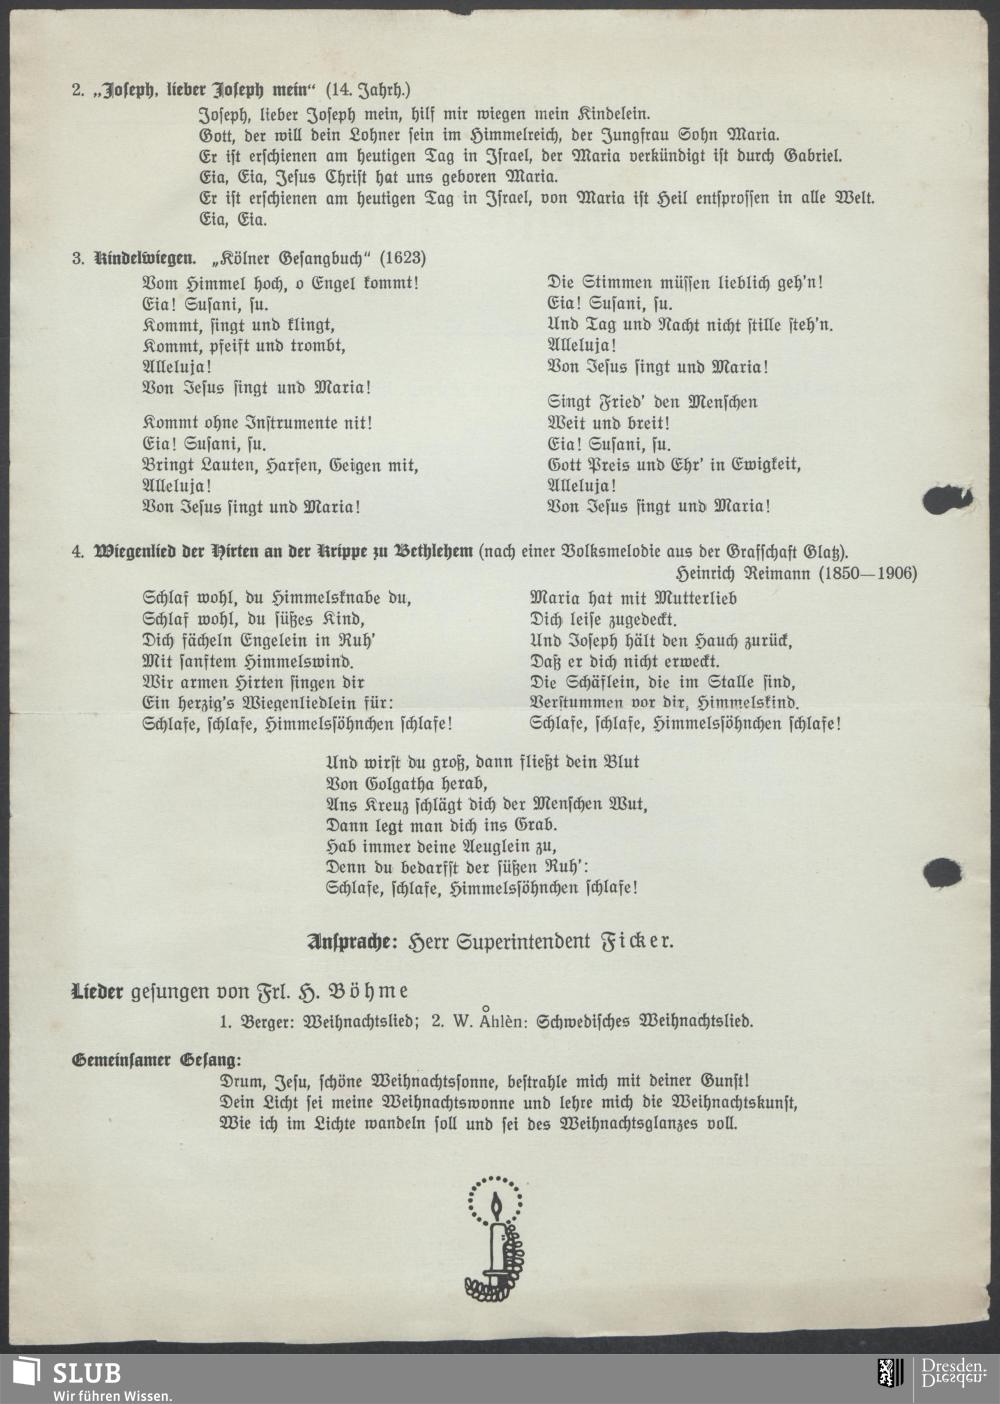 2. „Joseph, lieber Joseph mein“ (14. Jahrh.)
Joseph, lieber Joseph mein, hilf mir wiegen mein Kindelein.
Gott, der will dein Lohner sein im Himmelreich, der Jungfrau Sohn Maria.
Er ist erschienen am heutigen Tag in Israel, der Maria verkündigt ist durch Gabriel.
Eia, Eia, Jesus Christ hat uns geboren Maria.
Er ist erschienen am heutigen Tag in Israel, von Maria ist Heil entsprossen in alle Welt.
Eia, Eia.
3. Kindelwiegen. „Kölner Gesangbuch“ (1623)
Vom Himmel hoch, o Engel kommt!
Eia! Susani, su.
Kommt, singt und klingt,
Kommt, pfeift und trombt,
Alleluja!
Von Jesus singt und Maria!
Kommt ohne Instrumente nit!
Eia! Susani, su.
Bringt Lauten, Harfen, Geigen mit,
Alleluja!
Von Jesus singt und Maria!
Die Stimmen müssen lieblich geh'n!
Eia! Susani, su.
Und Tag und Nacht nicht stille steh'n.
Alleluja!
Von Jesus singt und Maria!
Singt Fried' den Menschen
Weit und breit!
Eia! Susani, su.
Gott Preis und Ehr' in Ewigkeit,
Alleluja!
Von Jesus singt und Maria!
4. Wiegenlied der Hirten an der Krippe zu Bethlehem (nach einer Volksmelodie aus der Grafschaft Glatz).
Heinrich Reimann (1850—1906)
Schlaf wohl, du Himmelsknabe du,
Schlaf wohl, du süßes Kind,
Dich fächeln Engelein in Ruh'
Mit sanftem Himmelswind.
Wir armen Hirten singen dir
Ein herzig's Wiegenliedlein für:
Schlafe, schlafe, Himmelssöhnchen schlafe!
Maria hat mit Mutterlieb
Dich leise zugedeckt.
Und Joseph hält den Hauch zurück,
Daß er dich nicht erweckt.
Die Schäflein, die im Stalle sind,
Verstummen vor dir, Himmelskind.
Schlafe, schlafe, Himmelssöhnchen schlafe!
Und wirst du groß, dann fließt dein Blut
Von Golgatha herab,
Ans Kreuz schlägt dich der Menschen Wut,
Dann legt man dich ins Grab.
Hab immer deine Aeuglein zu,
Denn du bedarfst der süßen Ruh':
Schlafe, schlafe, Himmelssöhnchen schlafe!
Ansprache: Herr Superintendent Ficker.
Lieder gesungen von Frl. H. Böhme
1. Berger: Weihnachtslied; 2. W. Åhlèn: Schwedisches Weihnachtslied.
Gemeinsamer Gesang:
Drum, Jesu, schöne Weihnachtssonne, bestrahle mich mit deiner Gunst!
Dein Licht sei meine Weihnachtswonne und lehre mich die Weihnachtskunst,
Wie ich im Lichte wandeln soll und sei des Weihnachtsglanzes voll.
SLUB
Wir führen Wissen.
Dresden.
Dresden.